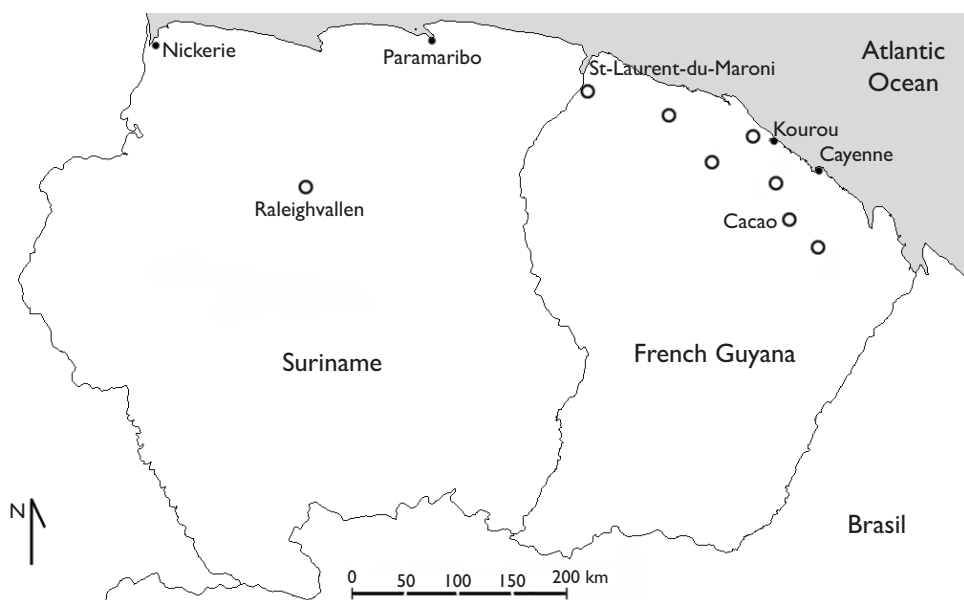 Nickerie
Paramaribo
St-Laurent-du-Maroni
Atlantic
Ocean
Kourou
Cayenne
Raleighvallen
Cacao
Suriname
French Guyana
N
Brasil
0 50 100 150 200 km